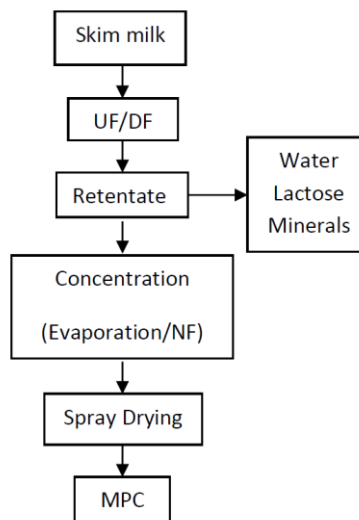 Skim milk
UF/DF
Retentate
Water
Lactose
Minerals
Concentration
(Evaporation/NF)
Spray Drying
MPC